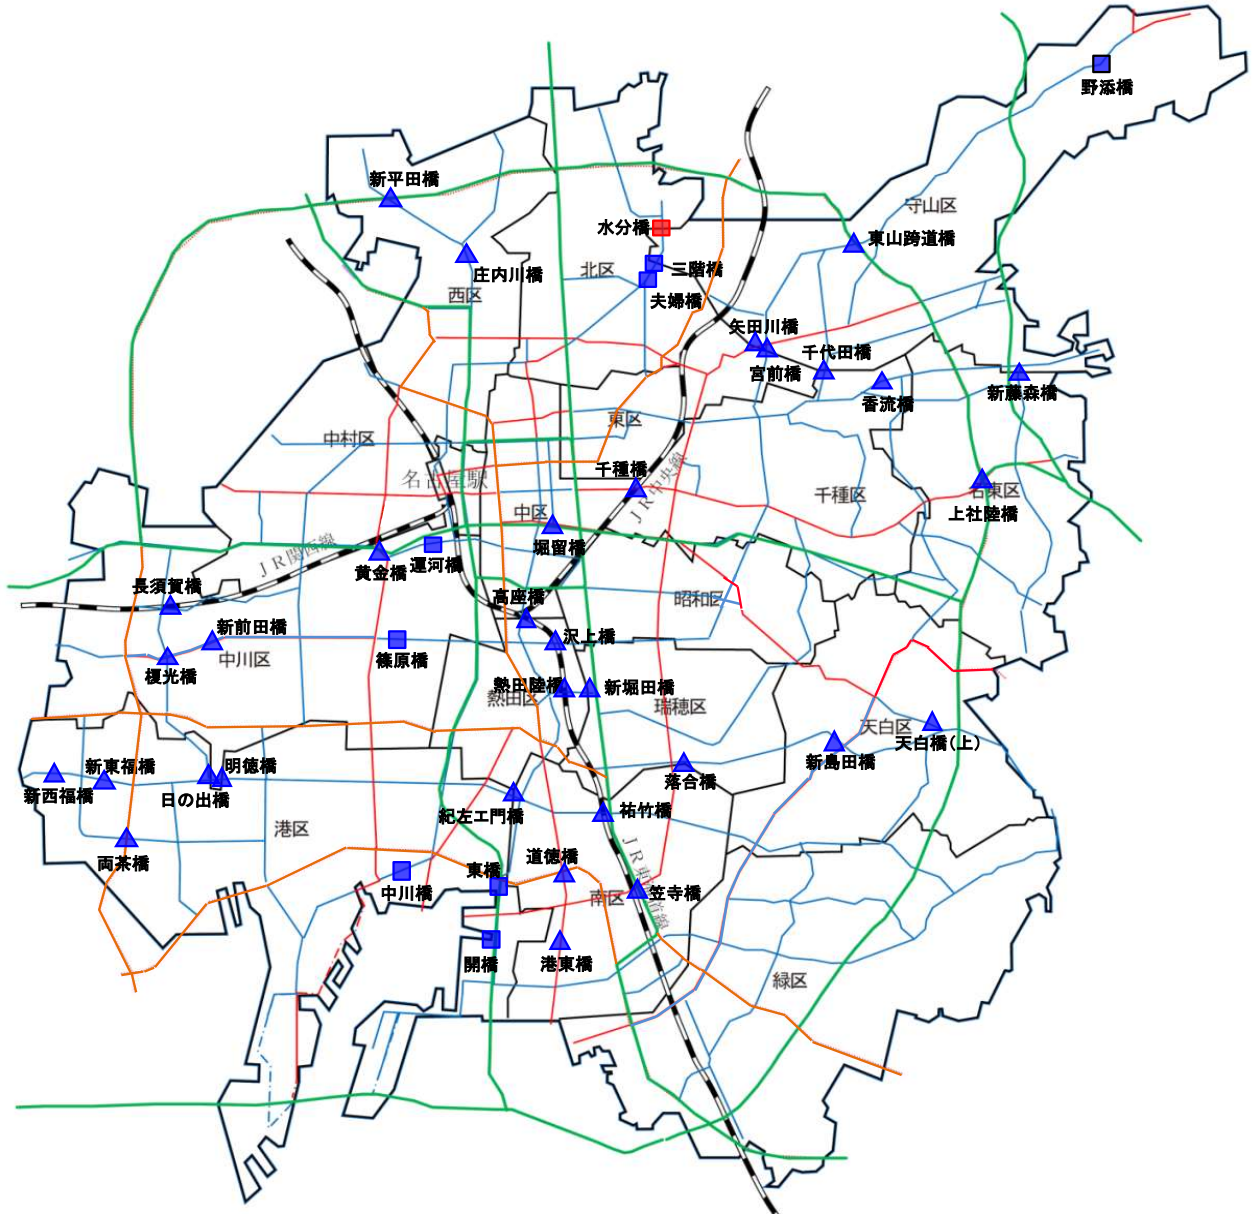 野添橋
新平田橋
守山区
水分橋
東山跨道橋
庄内川橋
北区
三階橋
西区
夫婦橋
矢田川橋
千代田橋
宮前橋
新藤森橋
香流橋
東区
中村区
千種橋
名古屋駅
JR中央線
千種区
名東区
中区
上社陸橋
堀留橋
JR関西線
黄金橋
運河橋
長須賀橋
高座橋
昭和区
新前田橋
沢上橋
中川区
篠原橋
榎光橋
熱田陸橋
新堀田橋
熱田区
瑞穂区
天白区
天白橋(上)
新島田橋
新東福橋
明徳橋
落合橋
新西福橋
日の出橋
紀左エ門橋
祐竹橋
港区
両茶橋
道徳橋
東橋
中川橋
南区
笠寺橋
開橋
港東橋
緑区